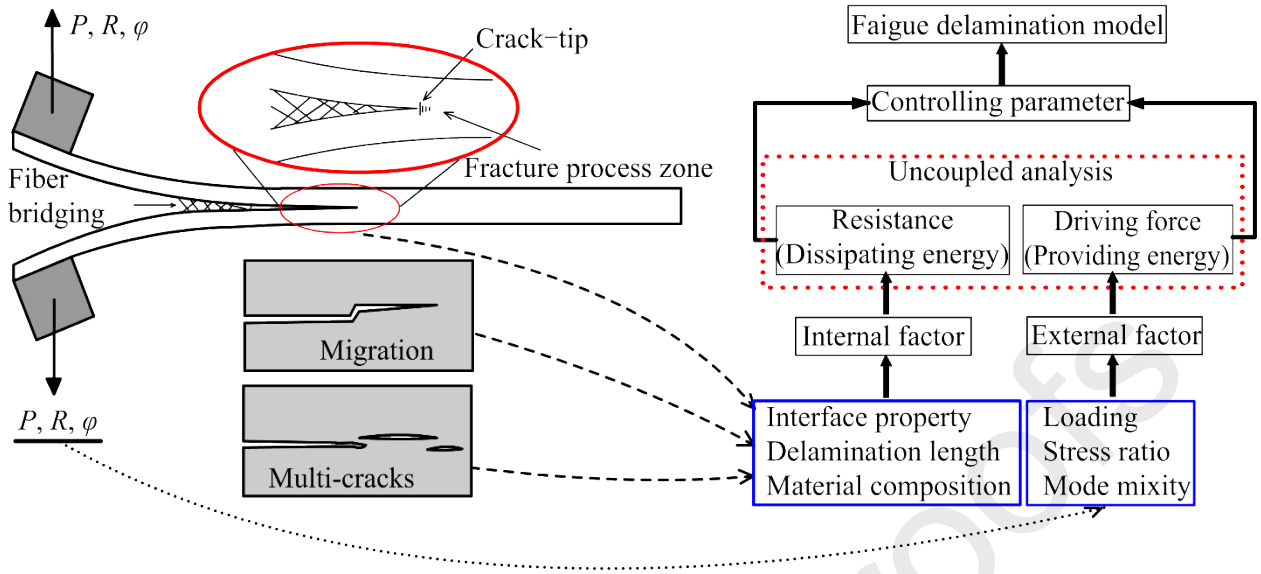 P, R, φ
Crack-tip
Fracture process zone
Fiber
bridging
Migration
Multi-cracks
P, R, φ
Faigue delamination model
Controlling parameter
Uncoupled analysis
Resistance
(Dissipating energy)
Driving force
(Providing energy)
Internal factor
External factor
Interface property
Delamination length
Material composition
Loading
Stress ratio
Mode mixity
roofs